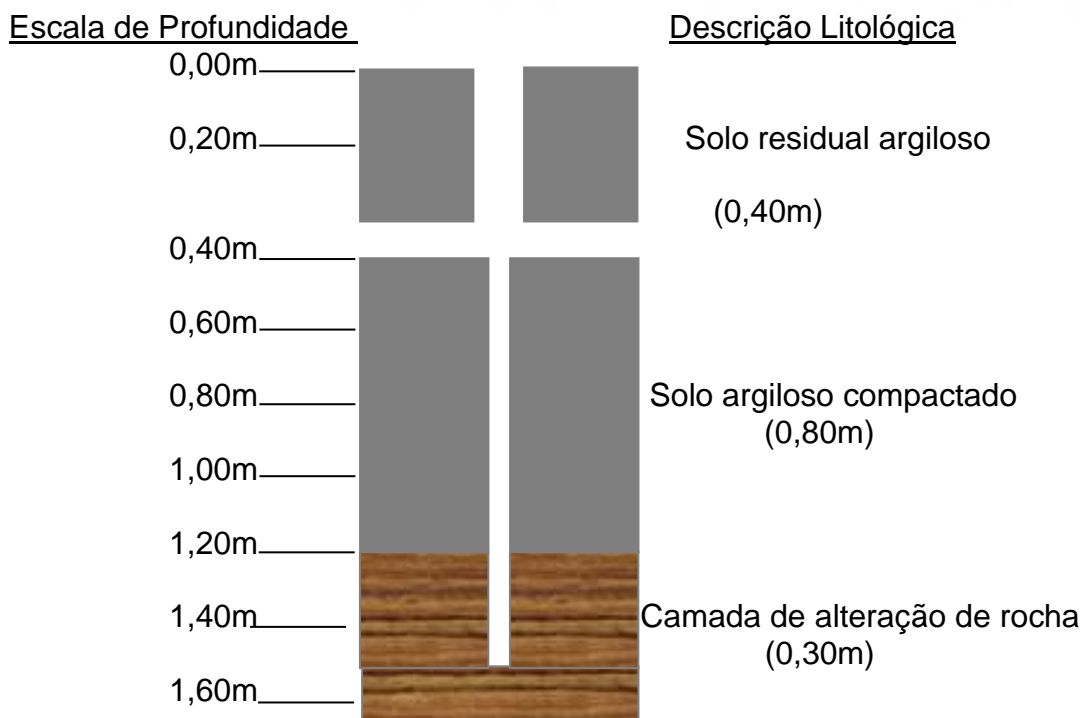 Escala de Profundidade Descrição Litológica
0,00m
0,20m Solo residual argiloso
(0,40m)
0,40m
0,60m
0,80m Solo argiloso compactado
(0,80m)
1,00m
1,20m
1,40m Camada de alteração de rocha
(0,30m)
1,60m